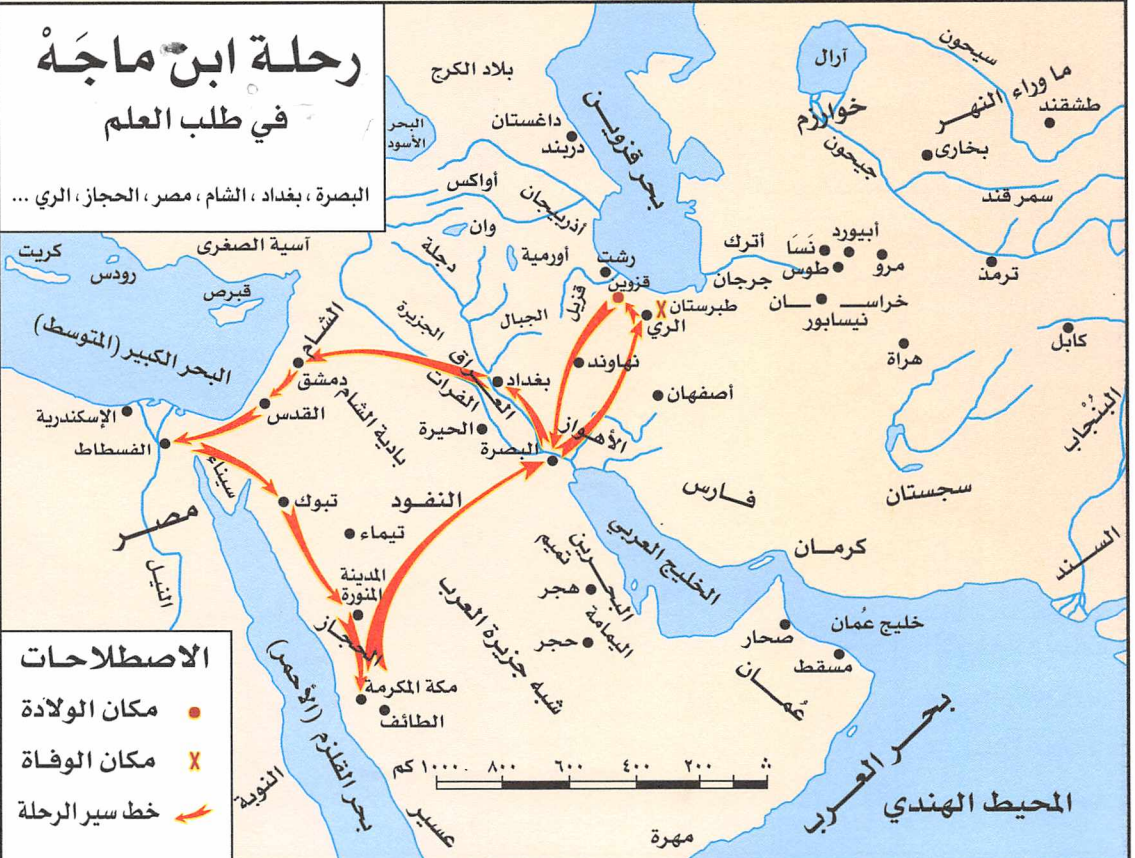 رحلة ابن ماجَهْ
في طلب العلم
البصرة، بغداد، الشام، مصر، الحجاز، الري ...
بلاد الكرج
البحر
الأسود
داغستان
دربند
بحر قزوين
آرال
سيحون
ما وراء النهر
طشقند
خوارزم
بخارى
جيحون
سمرقند
ترمذ
أواكس
أذربيجان
وان
أورمية
دجلة
آسية الصغرى
كريت
رودس
قبرص
البحر الكبير (المتوسط)
رشت
قزوين
قزيل
الجبال
الجزيرة
طبرستان
الري
أترك
جرجان
نَسَا
أبيورد
طوس
مرو
خراســـان
نيسابور
هراة
كابل
البُنْجاب
الشام
دمشق
القدس
الإسكندرية
الفسطاط
بادية الشام
العراق
الفرات
بغداد
الحيرة
نهاوند
أصفهان
الأهواز
البصرة
سيناء
مصر
النيل
تبوك
تيماء
النفود
فارس
سجستان
كرمان
السند
الخليج العربي
المدينة
المنورة
الحجاز
شبه جزيرة العرب
تميم
البحرين
هجر
اليمامة
حجر
مكة المكرمة
الطائف
صحار
خليج عُمان
مسقط
عُمان
بحر العرب
المحيط الهندي
بحر القلزم (الأحمر)
النوبة
عسير
مهرة
٢٠٠ ٤٠٠ ٦٠٠ ٨٠٠ ١٠٠٠ كم
الاصطلاحات
مكان الولادة
مكان الوفاة
خط سير الرحلة